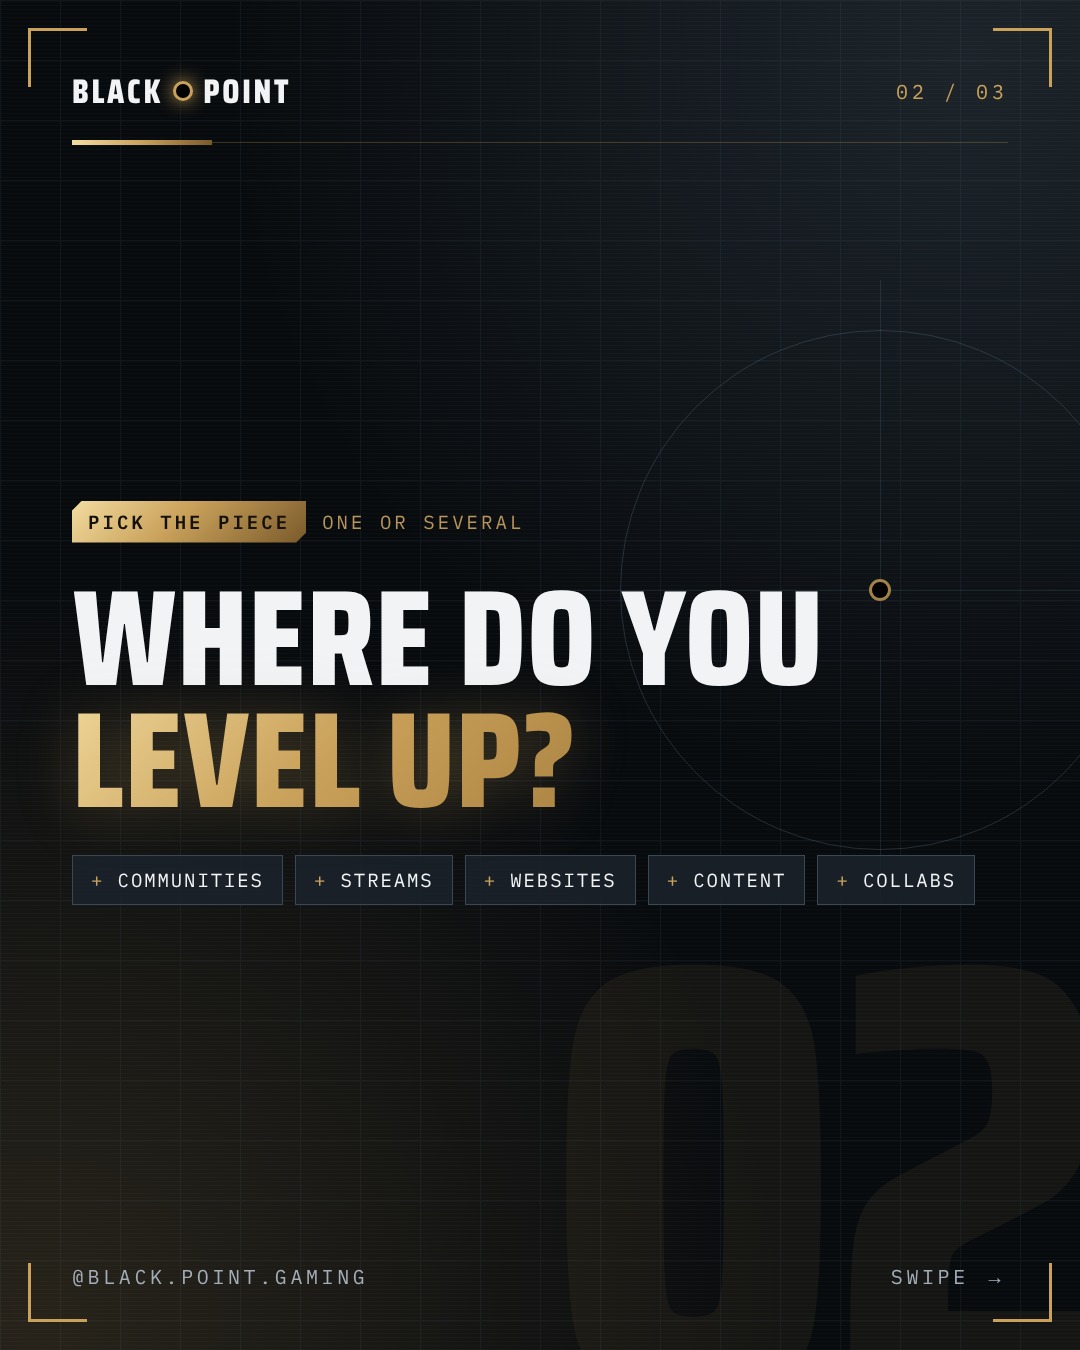 BLACK POINT
02 / 03
PICK THE PIECE ONE OR SEVERAL
WHERE DO YOU
LEVEL UP?
+ COMMUNITIES + STREAMS + WEBSITES + CONTENT + COLLABS
02
@BLACK.POINT.GAMING
SWIPE →